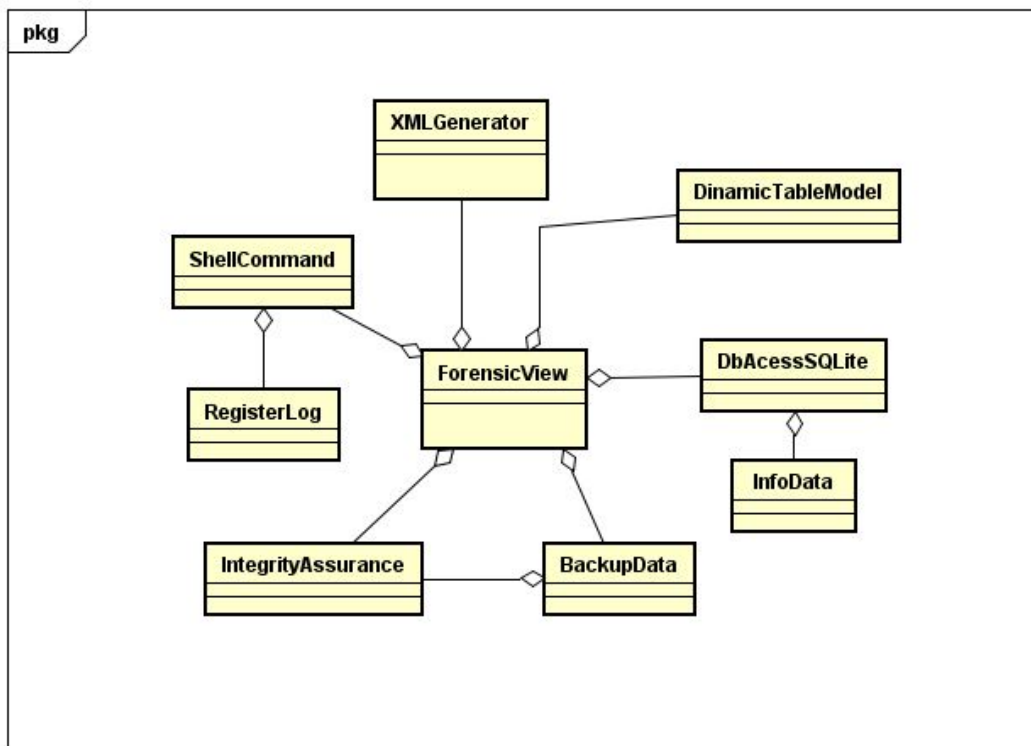 pkg
XMLGenerator
DinamicTableModel
ShellCommand
ForensicView
DbAcessSQLite
RegisterLog
InfoData
IntegrityAssurance
BackupData